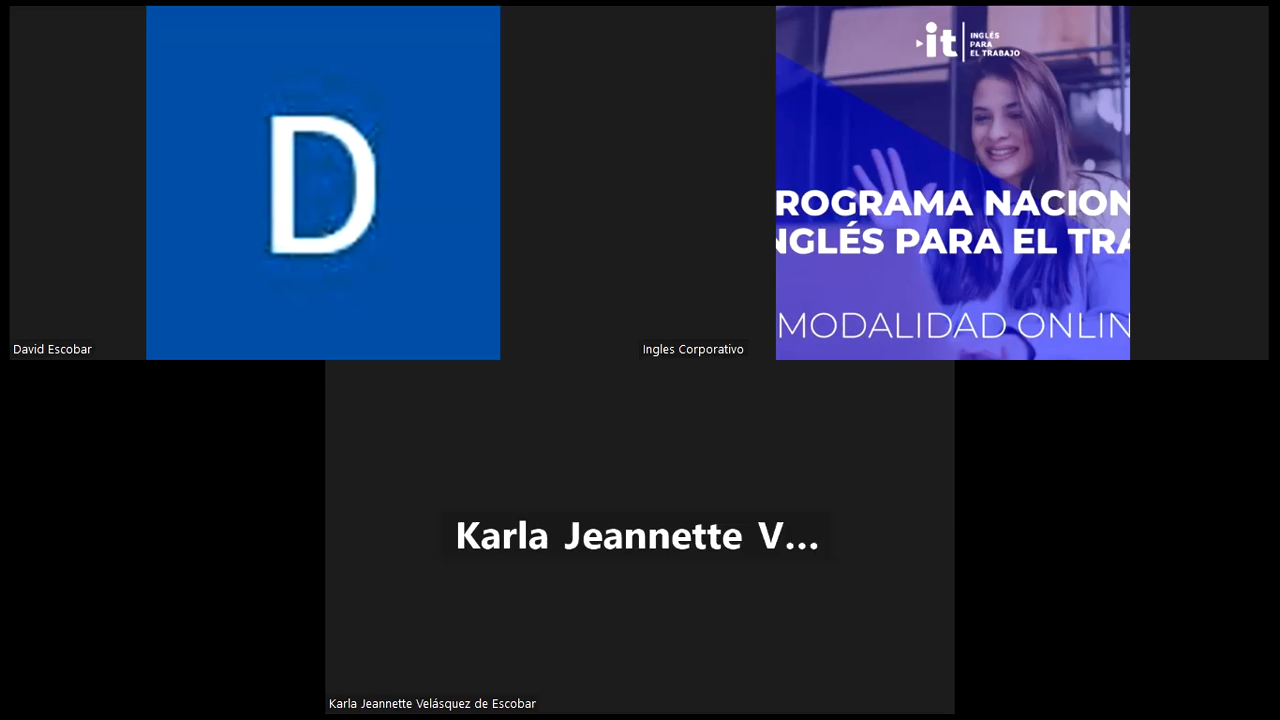 D
David Escobar
it
INGLÉS
PARA
EL TRABAJO
ROGRAMA NACION
NGLÉS PARA EL TRA
MODALIDAD ONLIN
Ingles Corporativo
Karla Jeannette V...
Karla Jeannette Velásquez de Escobar